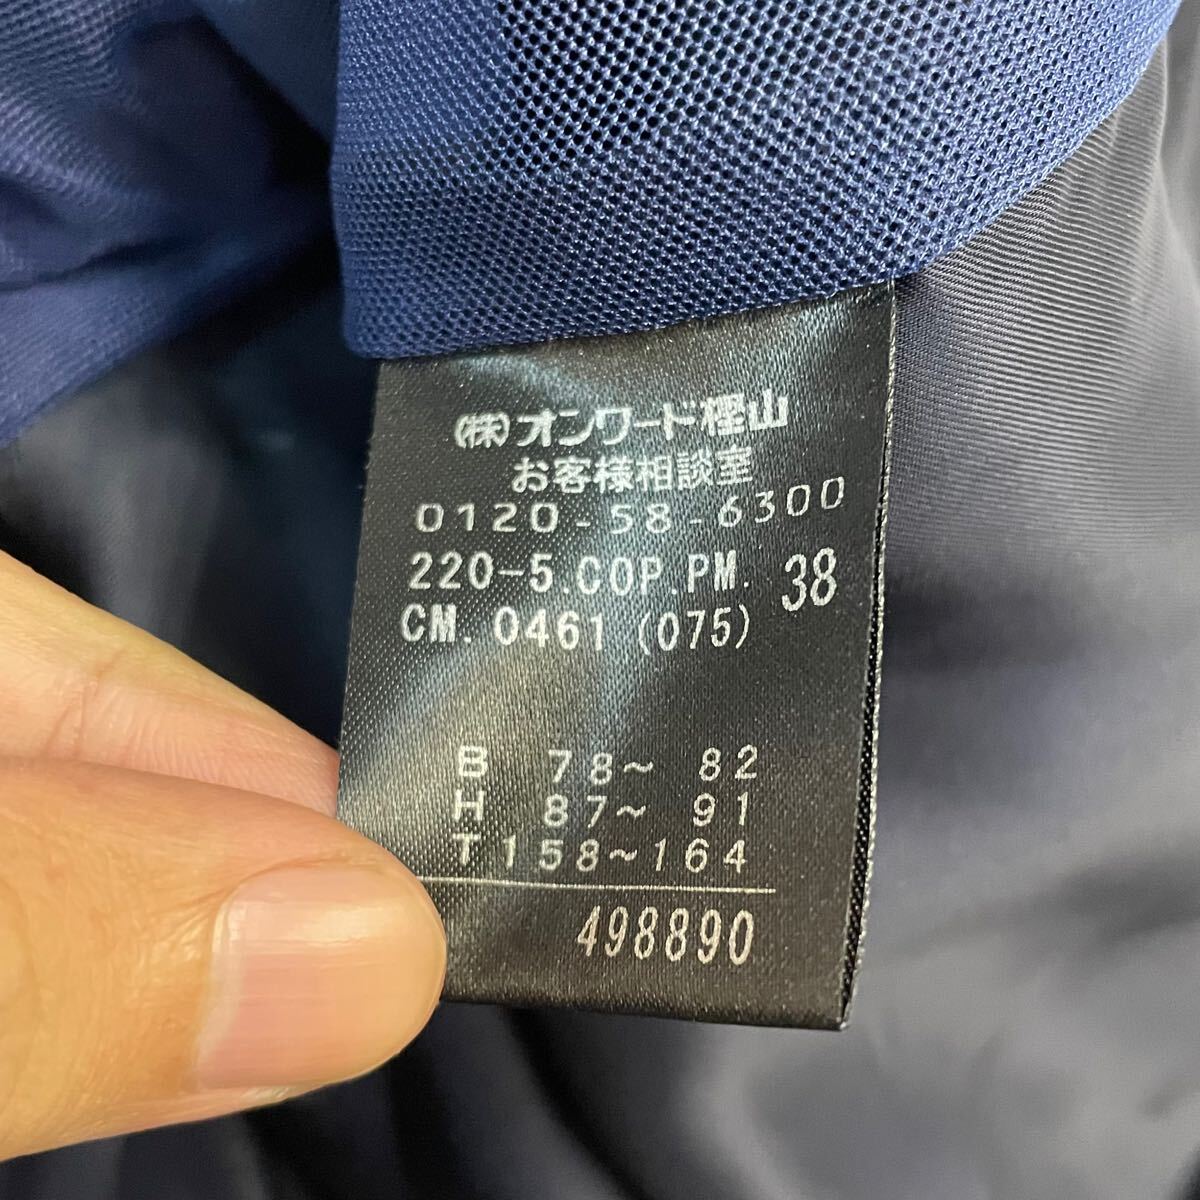 (株)オンワード樫山
お客様相談室
0120-58-6300
220-5.COP.PM. 38
CM.0461(075)
B 78~ 82
H 87~ 91
T158~164
498890